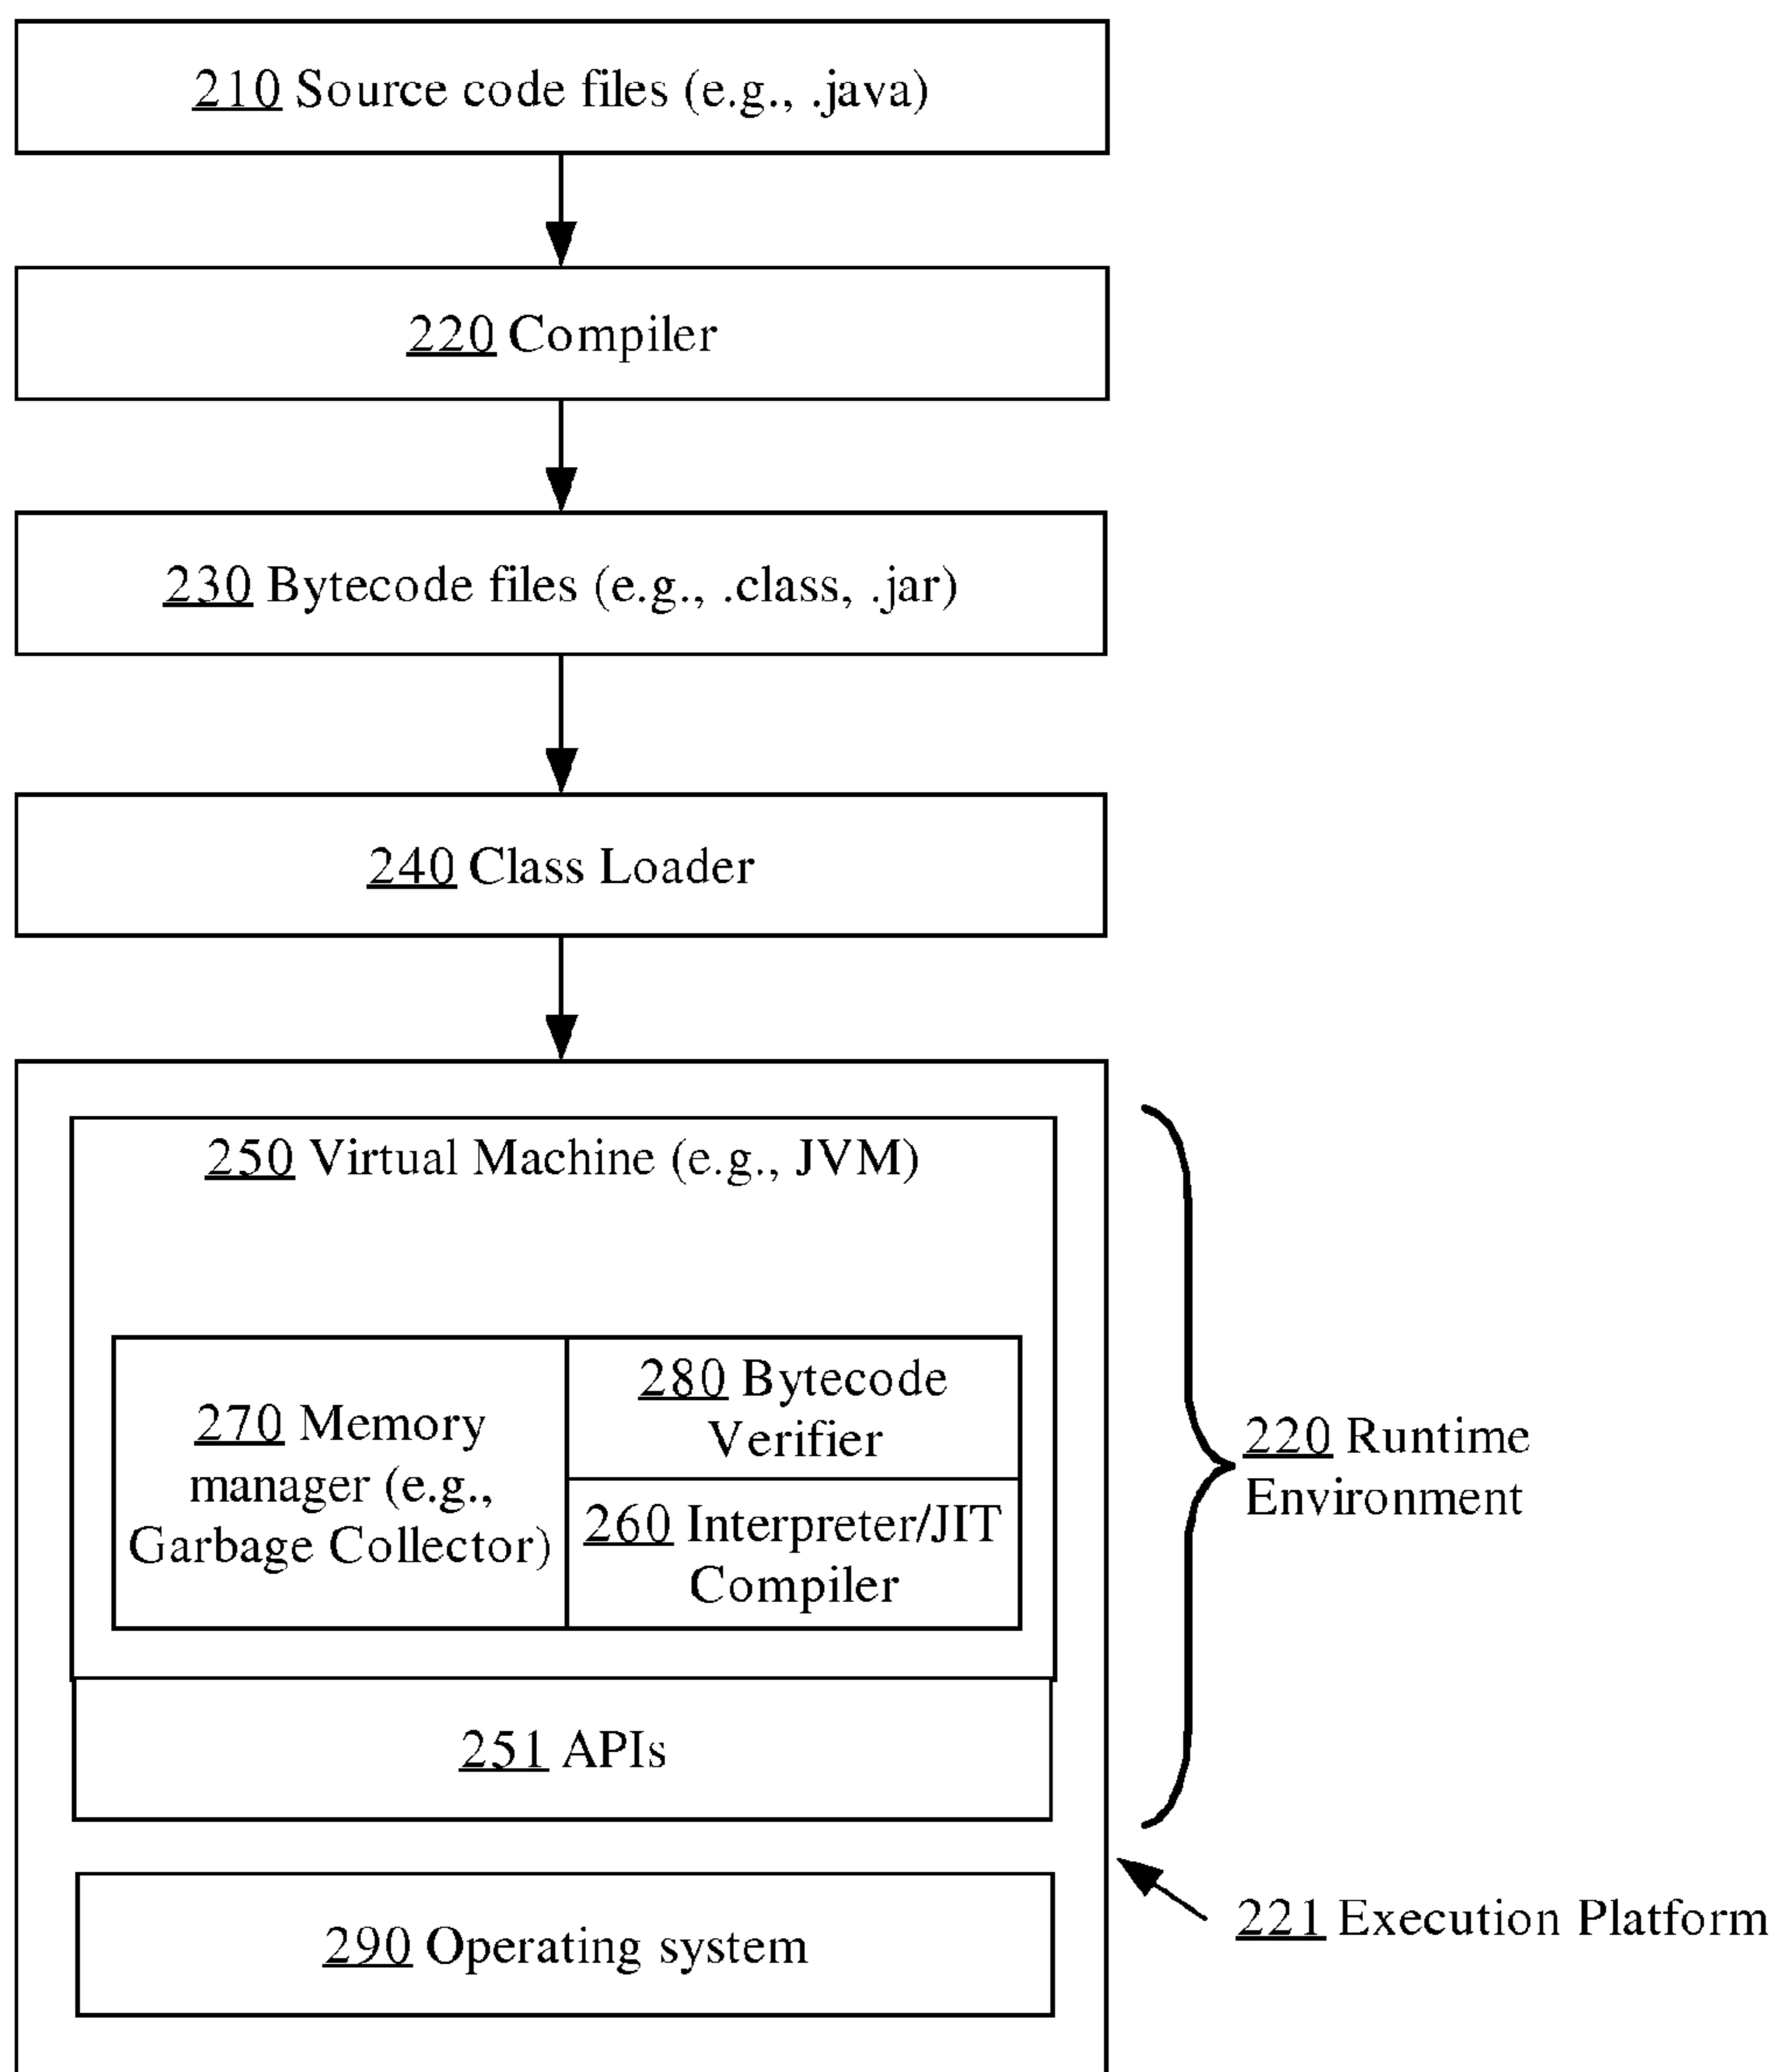 210 Source code files (e.g., .java)
220 Compiler
230 Bytecode files (e.g., .class, .jar)
240 Class Loader
250 Virtual Machine (e.g., JVM)
270 Memory
manager (e.g.,
Garbage Collector)
280 Bytecode
Verifier
260 Interpreter/JIT
Compiler
251 APIs
220 Runtime
Environment
290 Operating system
221 Execution Platform